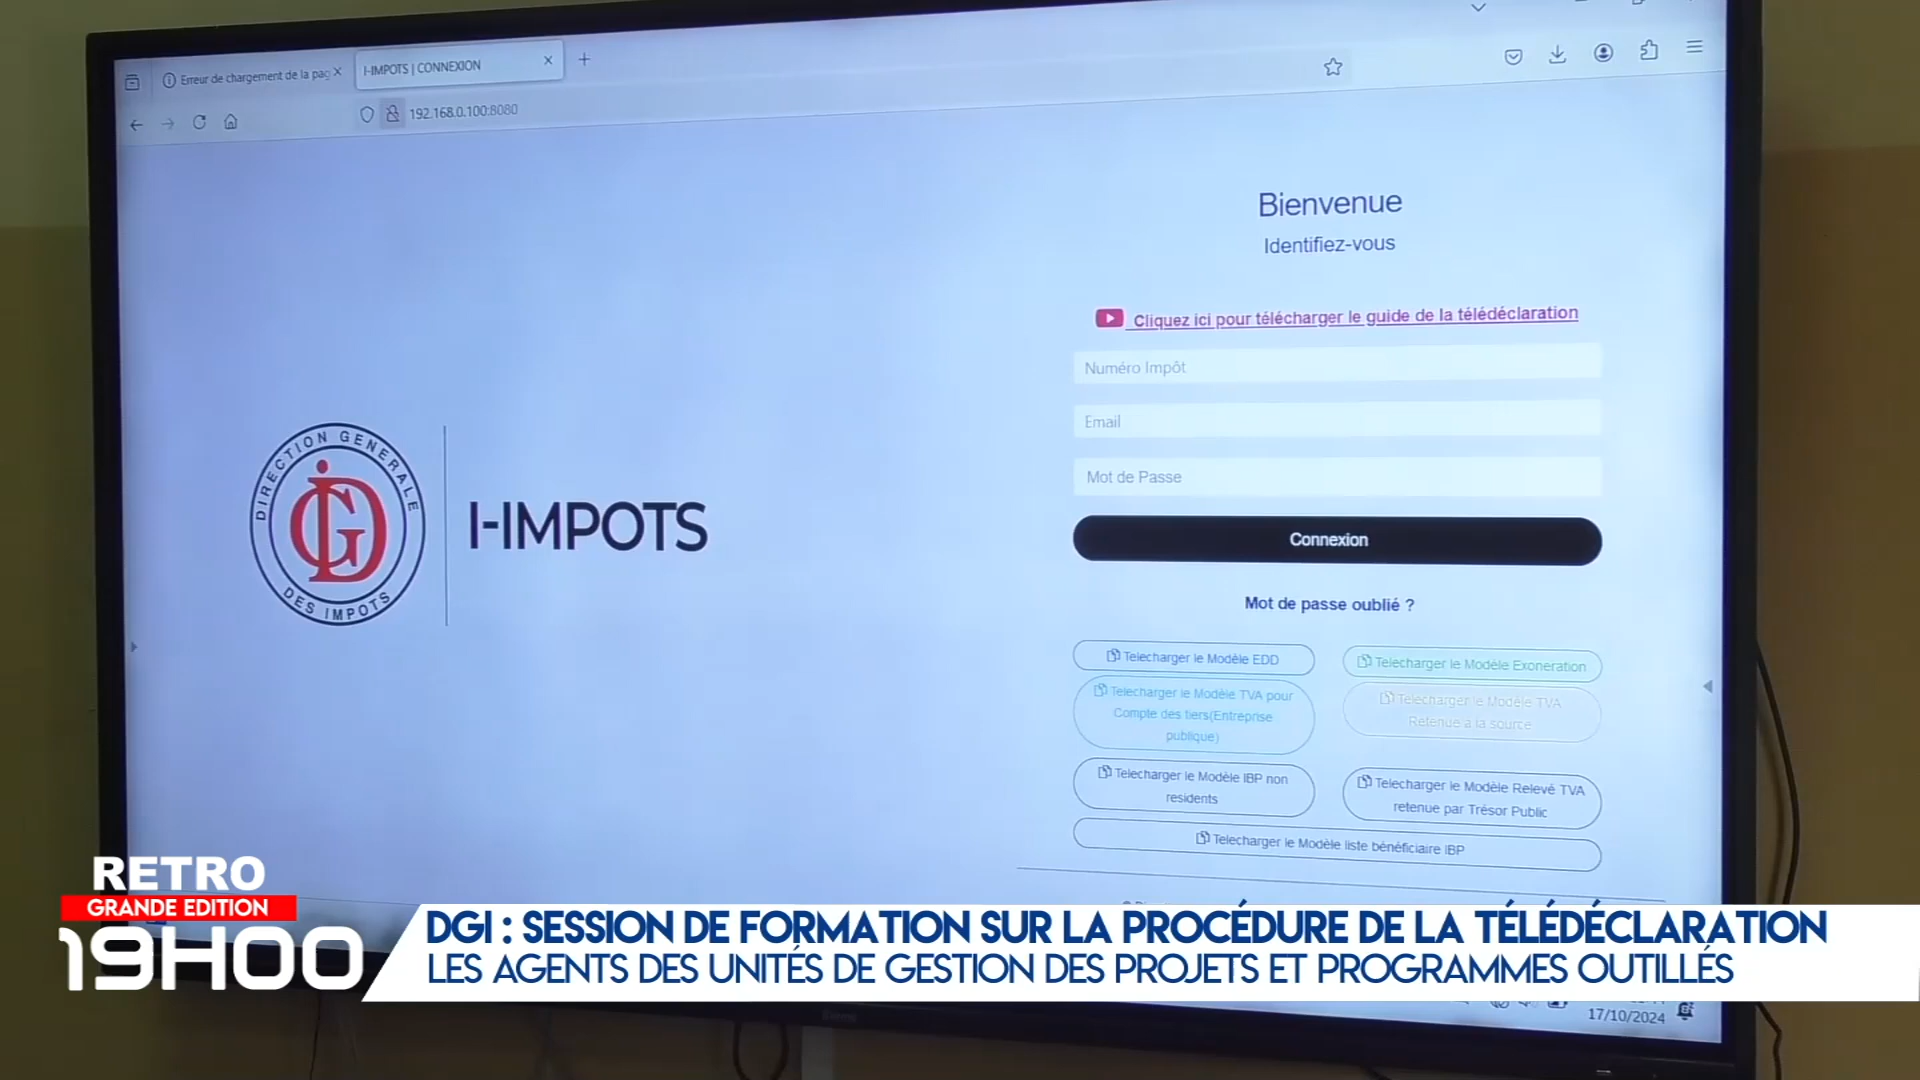 Erreur de chargement de la pag
I-IMPOTS | CONNEXION
192.168.0.100:8080
Bienvenue
Identifiez-vous
Cliquez ici pour télécharger le guide de la télédéclaration
Numéro Impôt
Email
Mot de Passe
Connexion
Mot de passe oublié ?
DIRECTION GENERALE
DES IMPOTS
I-IMPOTS
Telecharger le Modèle EDD
Telecharger le Modèle Exoneration
Telecharger le Modèle TVA pour
Compte des tiers(Entreprise
publique)
Telecharger le Modèle TVA
Retenue a la source
Telecharger le Modèle IBP non
residents
Telecharger le Modèle Relevé TVA
retenue par Trésor Public
Telecharger le Modèle liste bénéficiaire IBP
RETRO
GRANDE EDITION
19H00
DGI : SESSION DE FORMATION SUR LA PROCÉDURE DE LA TÉLÉDÉCLARATION
LES AGENTS DES UNITÉS DE GESTION DES PROJETS ET PROGRAMMES OUTILLÉS
17/10/2024